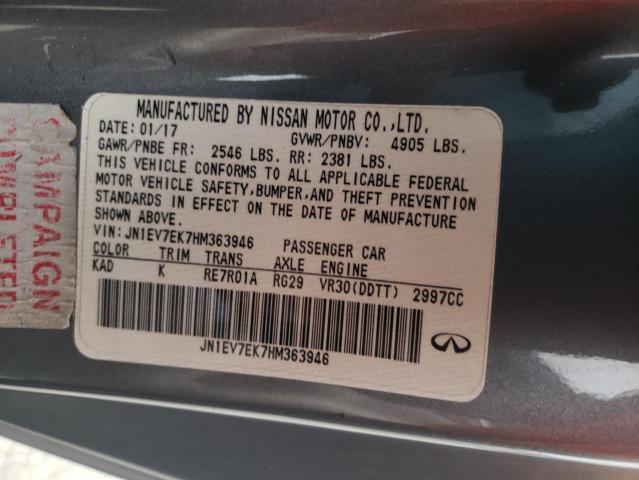 MANUFACTURED BY NISSAN MOTOR CO.,LTD.
DATE: 01/17 GVWR/PNBV: 4905 LBS.
GAWR/PNBE FR: 2546 LBS. RR: 2381 LBS.
THIS VEHICLE CONFORMS TO ALL APPLICABLE FEDERAL
MOTOR VEHICLE SAFETY,BUMPER,AND THEFT PREVENTION
STANDARDS IN EFFECT ON THE DATE OF MANUFACTURE
SHOWN ABOVE.
VIN: JN1EV7EK7HM363946 PASSENGER CAR
COLOR TRIM TRANS AXLE ENGINE
KAD K RE7R01A RG29 VR30(DDTT) 2997CC
JN1EV7EK7HM363946
CAMPAIGN